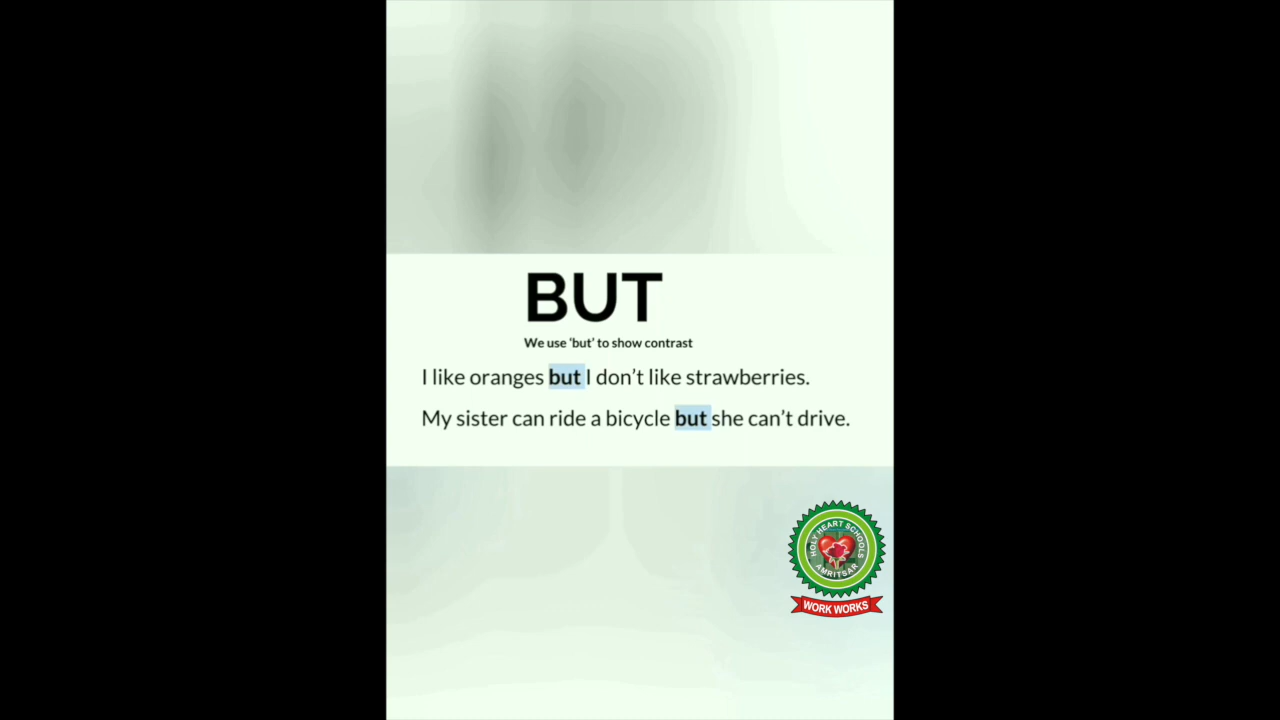 BUT
We use ‘but’ to show contrast
I like oranges but I don’t like strawberries.
My sister can ride a bicycle but she can’t drive.
HOLY HEART SCHOOLS
AMRITSAR
WORK WORKS